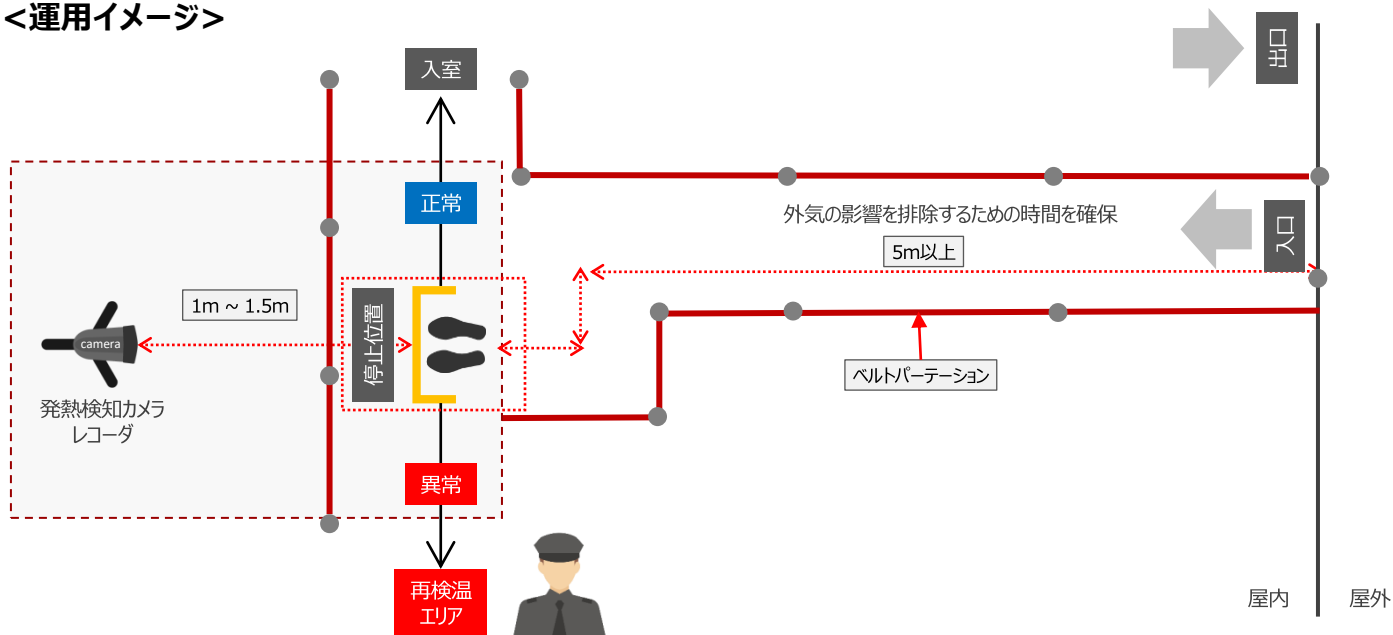 <運用イメージ>
入室
出口
正常
外気の影響を排除するための時間を確保
入口
5m以上
1m ~ 1.5m
停止位置
camera
ベルトパーテーション
発熱検知カメラ
レコーダ
異常
再検温
エリア
屋内
屋外